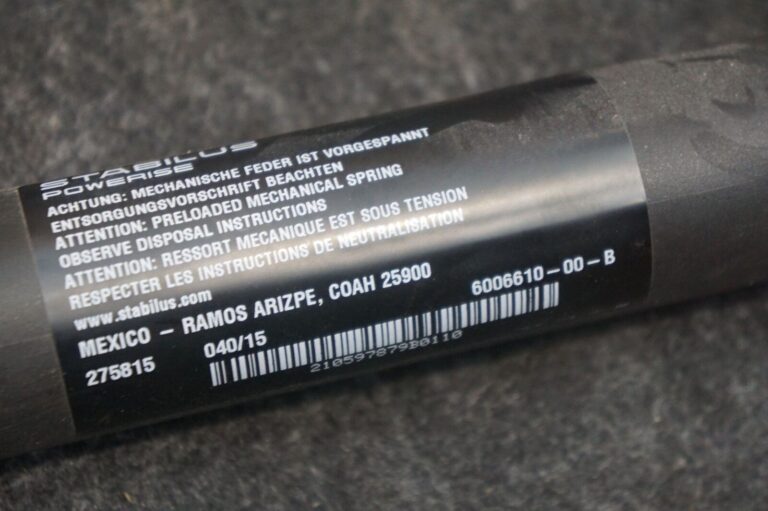 STABILUS
POWERISE
ACHTUNG: MECHANISCHE FEDER IST VORGESPANNT
ENTSORGUNGSVORSCHRIFT BEACHTEN
ATTENTION: PRELOADED MECHANICAL SPRING
OBSERVE DISPOSAL INSTRUCTIONS
ATTENTION: RESSORT MECANIQUE EST SOUS TENSION
RESPECTER LES INSTRUCTIONS DE NEUTRALISATION
www.stabilus.com
MEXICO - RAMOS ARIZPE, COAH 25900 6006610-00-B
275815 040/15
210597879B0110